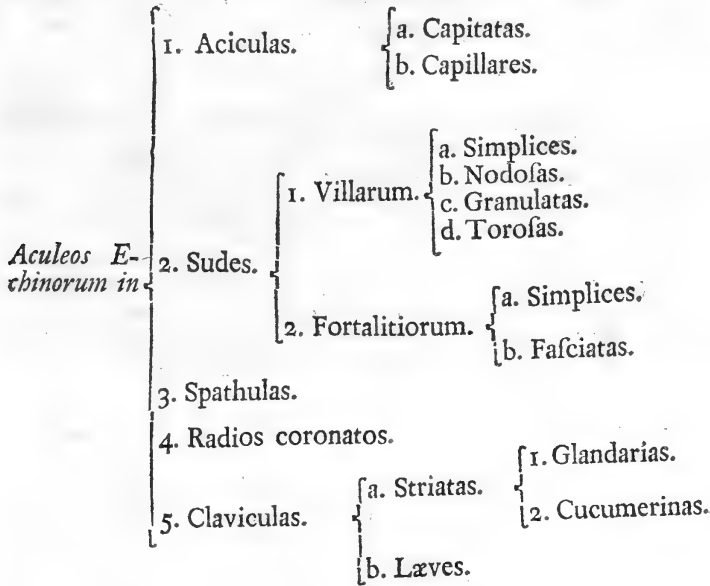 1. Aciculas.
a. Capitatas.
b. Capillares.
Aculeos E-
chinorum in
2. Sudes.
1. Villarum.
a. Simplices.
b. Nodoſas.
c. Granulatas.
d. Toroſas.
2. Fortalitiorum.
a. Simplices.
b. Faſciatas.
3. Spathulas.
4. Radios coronatos.
5. Claviculas.
a. Striatas.
1. Glandarías.
2. Cucumerinas.
b. Læves.